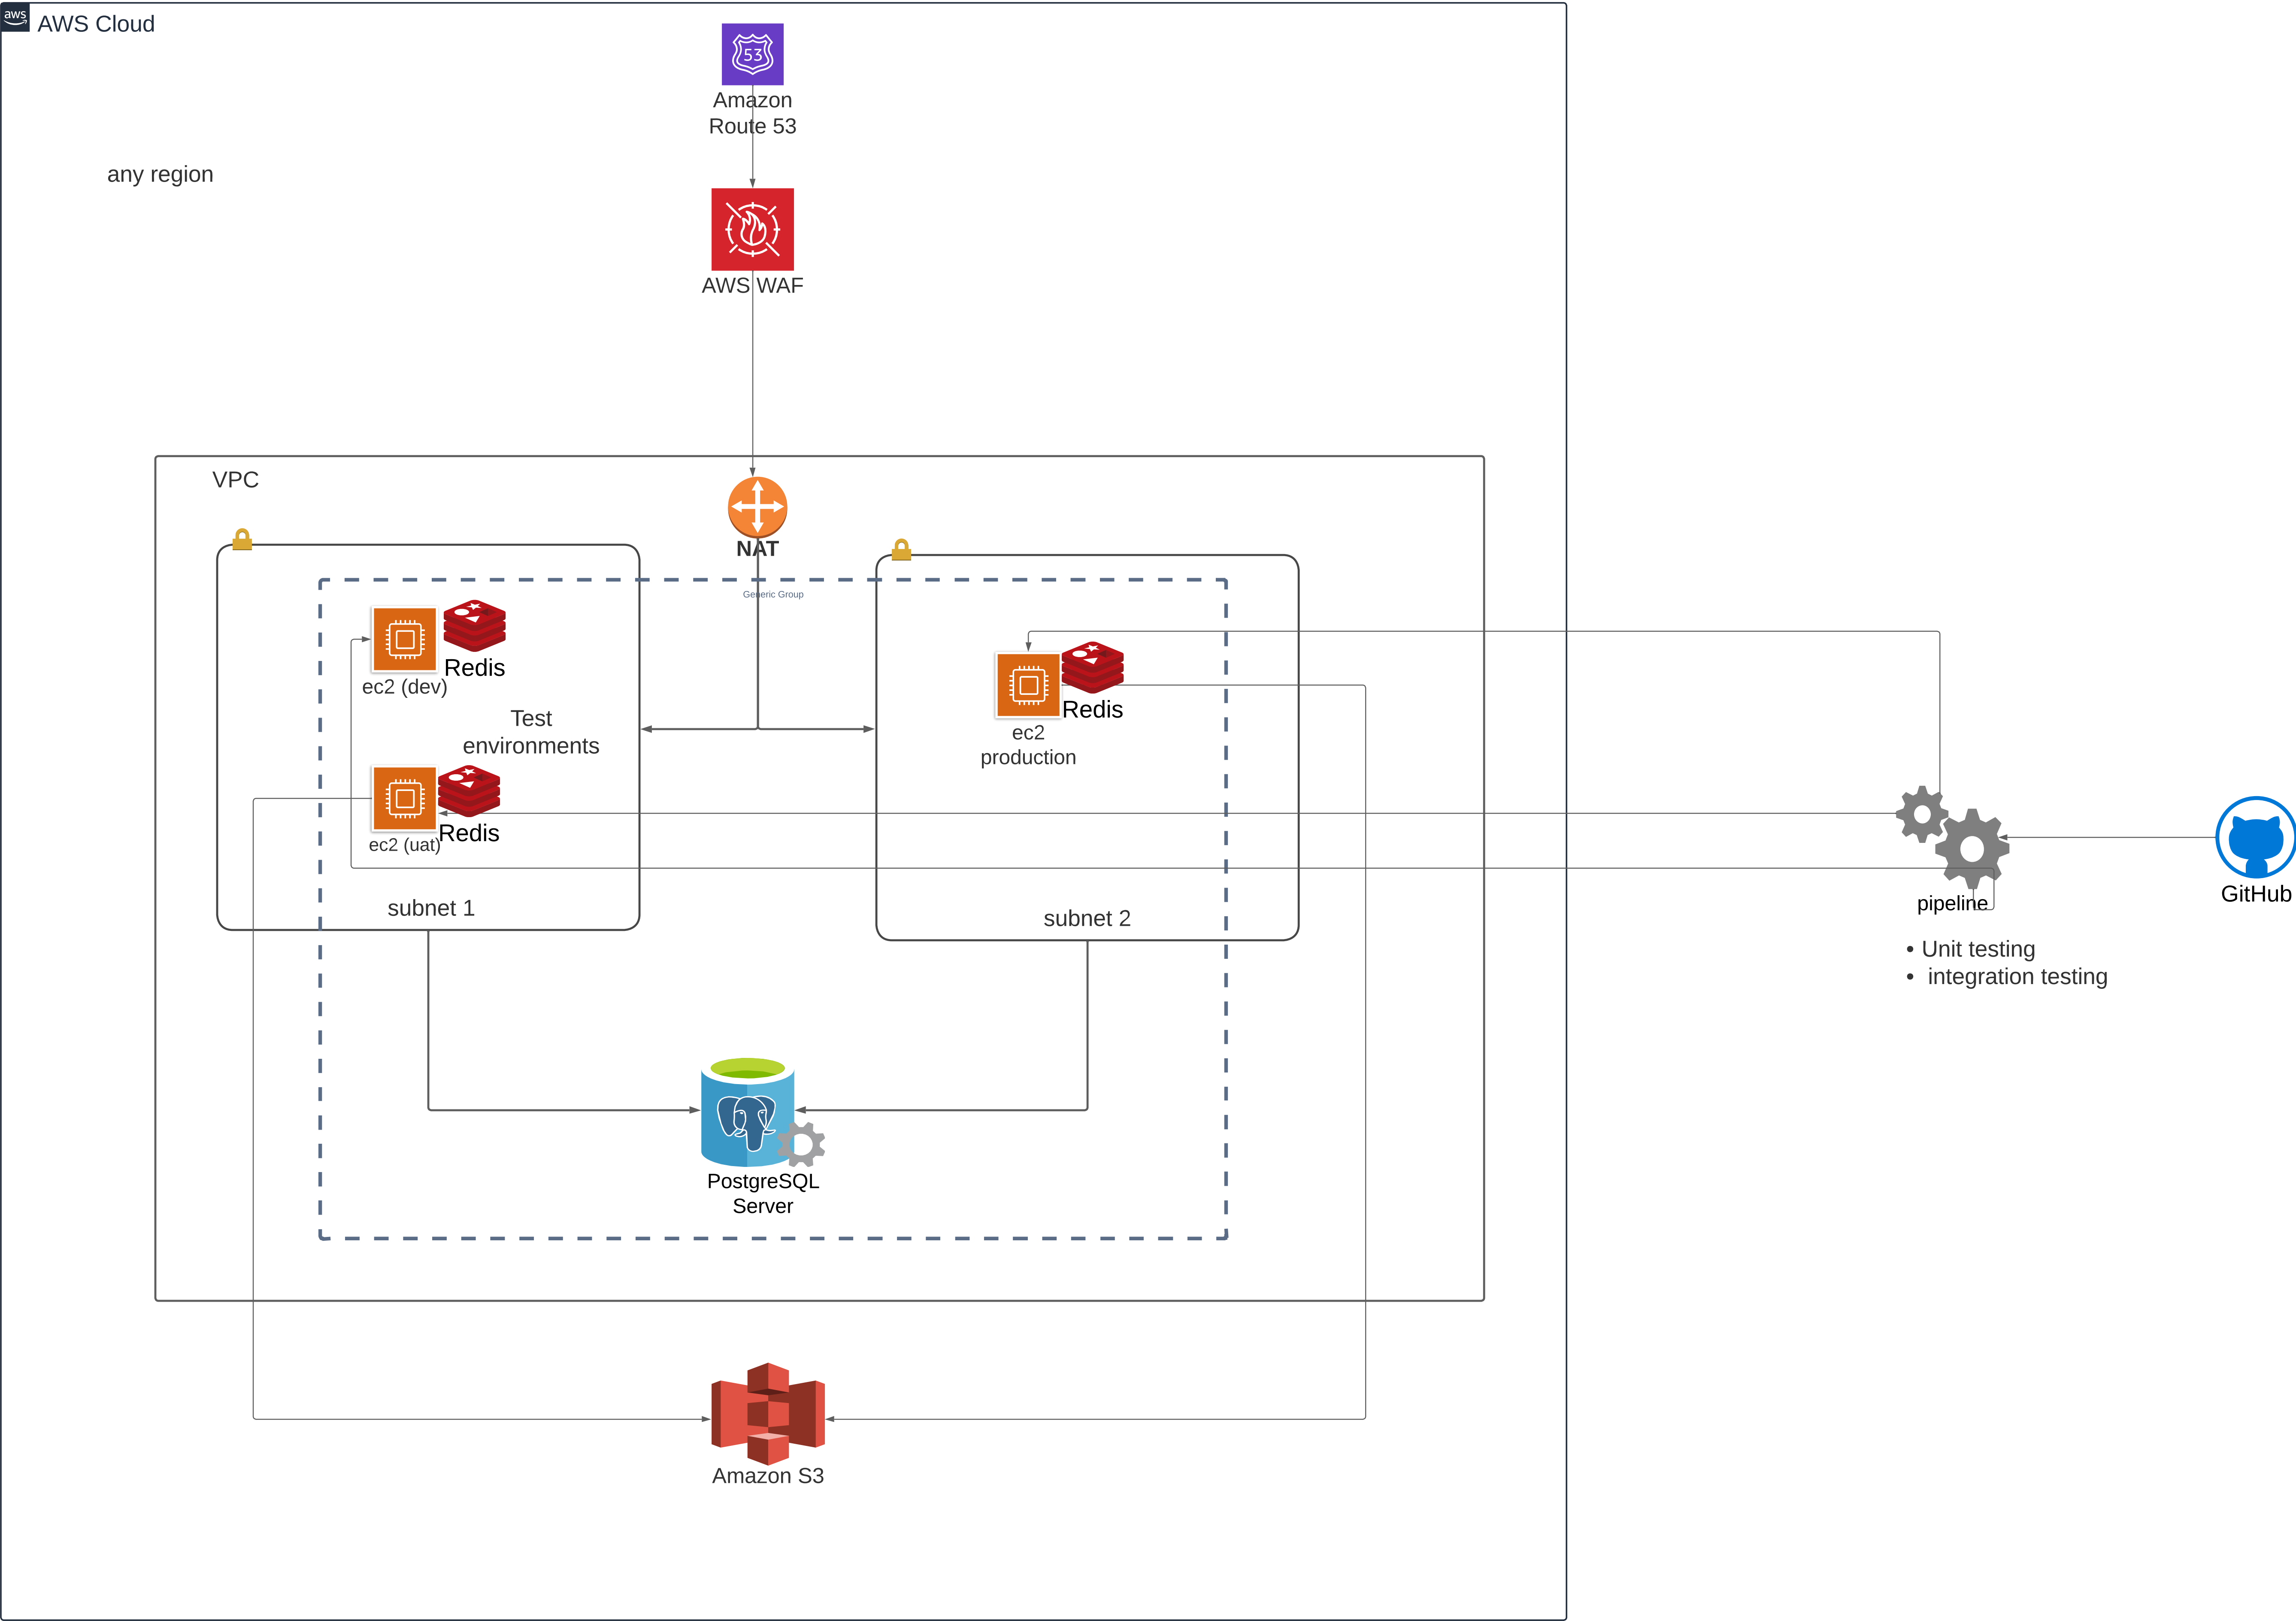 aws
AWS Cloud
53
Amazon
Route 53
any region
AWS WAF
VPC
NAT
Generic Group
Redis
ec2 (dev)
Test
environments
Redis
ec2 (uat)
subnet 1
Redis
ec2
production
subnet 2
pipeline
GitHub
• Unit testing
• integration testing
PostgreSQL
Server
Amazon S3